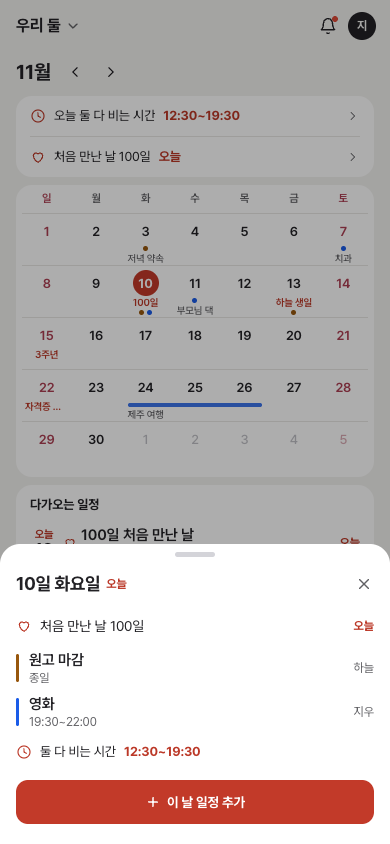 우리 둘
지
11월
오늘 둘 다 비는 시간 12:30~19:30
처음 만난 날 100일 오늘
일 월 화 수 목 금 토
1 2 3 4 5 6 7
저녁 약속 치과
8 9 10 11 12 13 14
100일 부모님 댁 하늘 생일
15 16 17 18 19 20 21
3주년
22 23 24 25 26 27 28
자격증 ...
제주 여행
29 30 1 2 3 4 5
다가오는 일정
오늘 100일 처음 만난 날 오늘
10일 화요일 오늘
처음 만난 날 100일 오늘
원고 마감 하늘
종일
영화 지우
19:30~22:00
둘 다 비는 시간 12:30~19:30
이 날 일정 추가